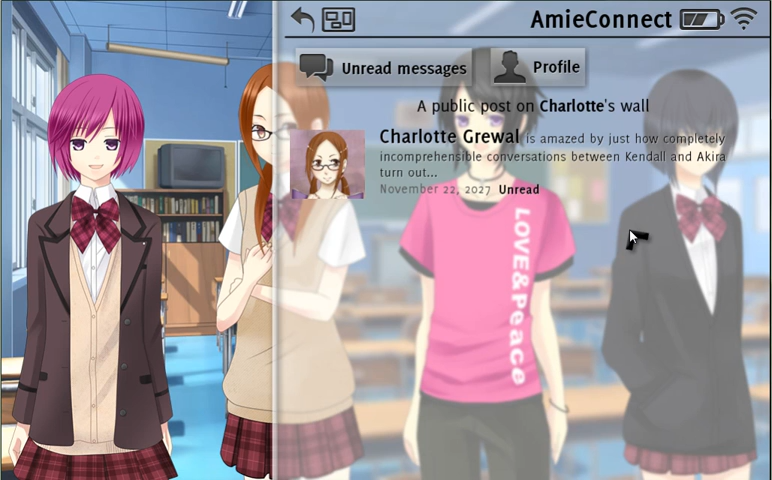 AmieConnect
Unread messages
Profile
A public post on Charlotte's wall
Charlotte Grewal is amazed by just how completely
incomprehensible conversations between Kendall and Akira
turn out...
November 22, 2027 Unread
LOVE&Peace